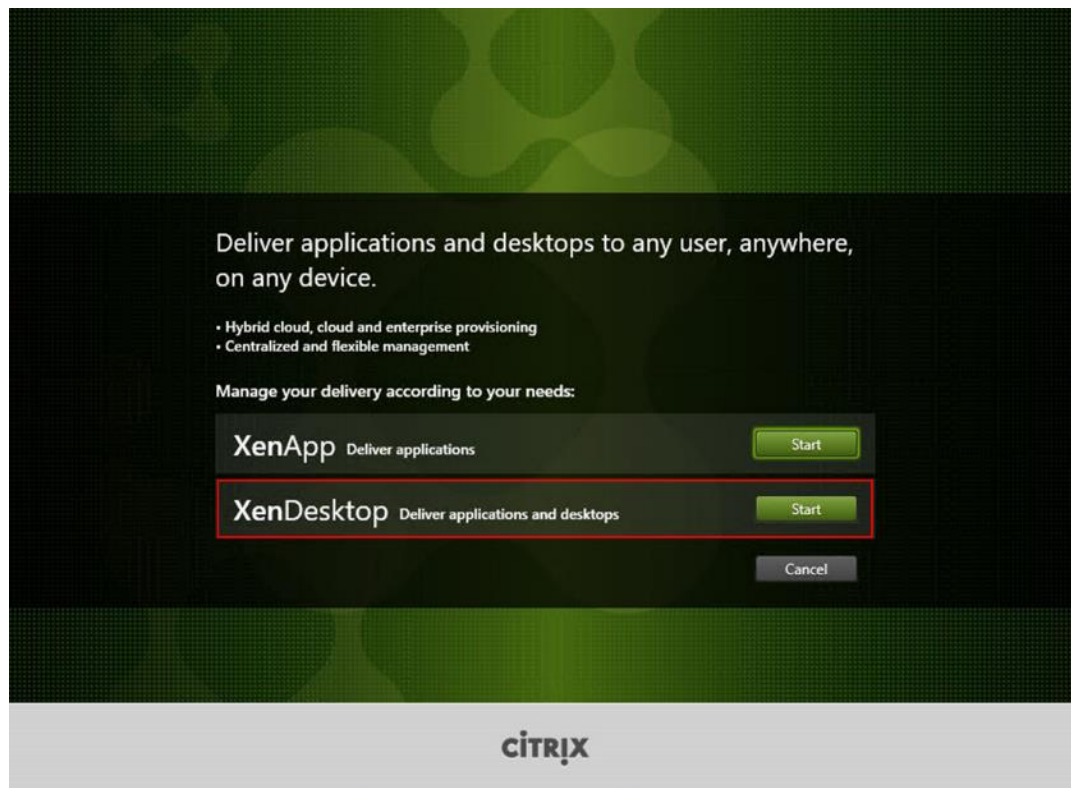 Deliver applications and desktops to any user, anywhere,
on any device.
• Hybrid cloud, cloud and enterprise provisioning
• Centralized and flexible management
Manage your delivery according to your needs:
XenApp Deliver applications Start
XenDesktop Deliver applications and desktops Start
Cancel
CİTRỊX